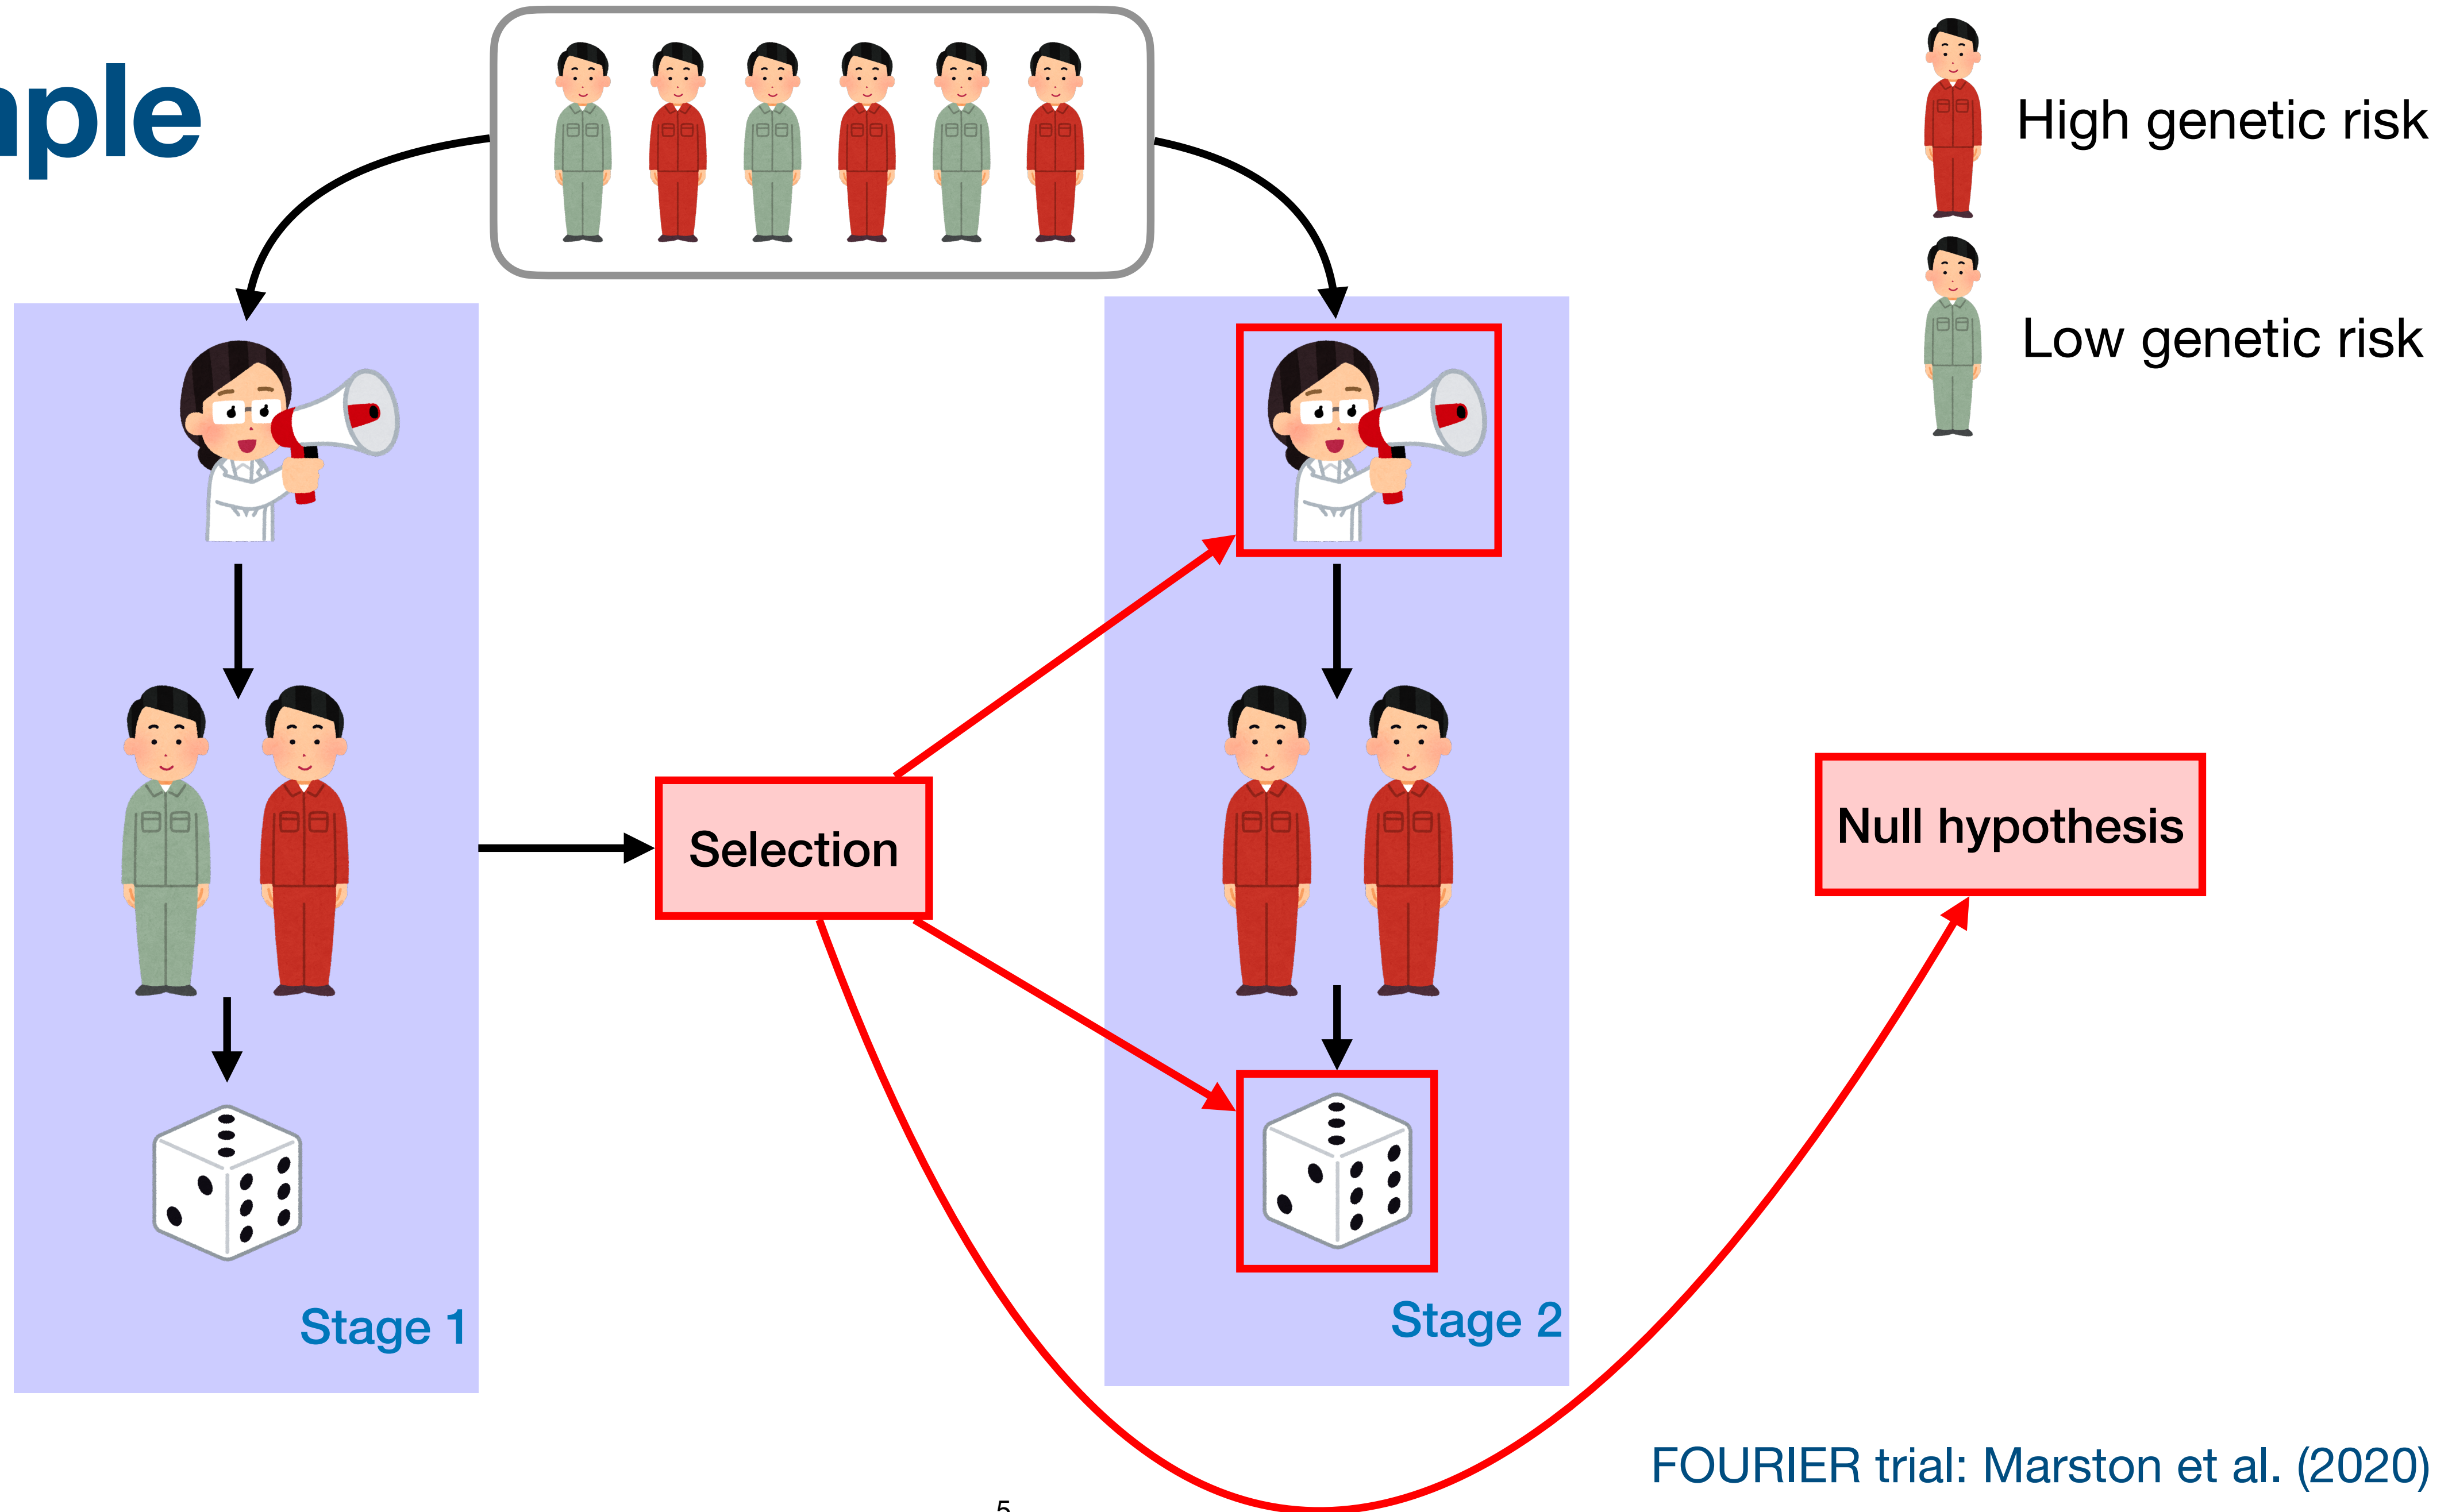 mple
High genetic risk
Low genetic risk
Selection
Null hypothesis
Stage 1
Stage 2
FOURIER trial: Marston et al. (2020)
5